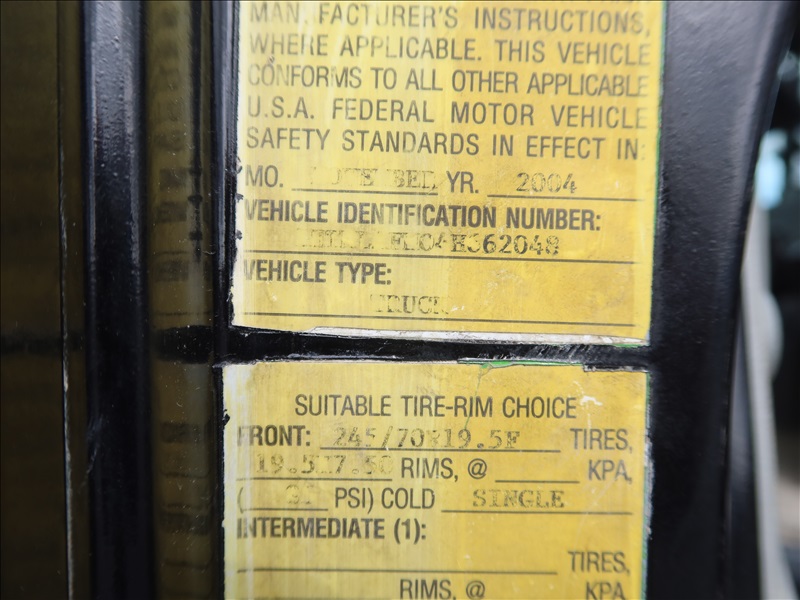 MAN FACTURER'S INSTRUCTIONS,
WHERE APPLICABLE. THIS VEHICLE
CONFORMS TO ALL OTHER APPLICABLE
U.S.A. FEDERAL MOTOR VEHICLE
SAFETY STANDARDS IN EFFECT IN:
MO. YR. 2004
VEHICLE IDENTIFICATION NUMBER:
VEHICLE TYPE:
TRUCK
SUITABLE TIRE-RIM CHOICE
FRONT: 245/70R19.5F TIRES,
RIMS, @ KPA,
( PSI) COLD SINGLE
INTERMEDIATE (1):
TIRES,
RIMS, @ KPA